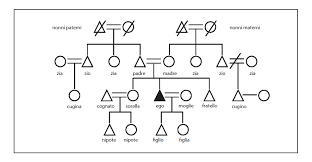 nonni paterni nonni materni
zia zio zia padre madre zia zio zia
cugina cognato sorella ego moglie fratello cugino
nipote nipote figlio figlia